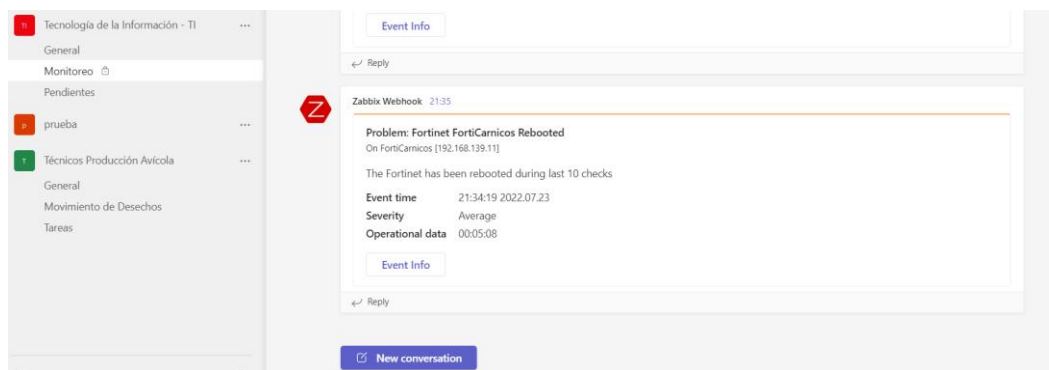 TI Tecnología de la Información - TI ...
General
Monitoreo
Pendientes
P prueba ...
T Técnicos Producción Avícola ...
General
Movimiento de Desechos
Tareas
Event Info
Reply
Z
Zabbix Webhook 21:35
Problem: Fortinet FortiCarnicos Rebooted
On FortiCarnicos [192.168.139.11]
The Fortinet has been rebooted during last 10 checks
Event time 21:34:19 2022.07.23
Severity Average
Operational data 00:05:08
Event Info
Reply
New conversation